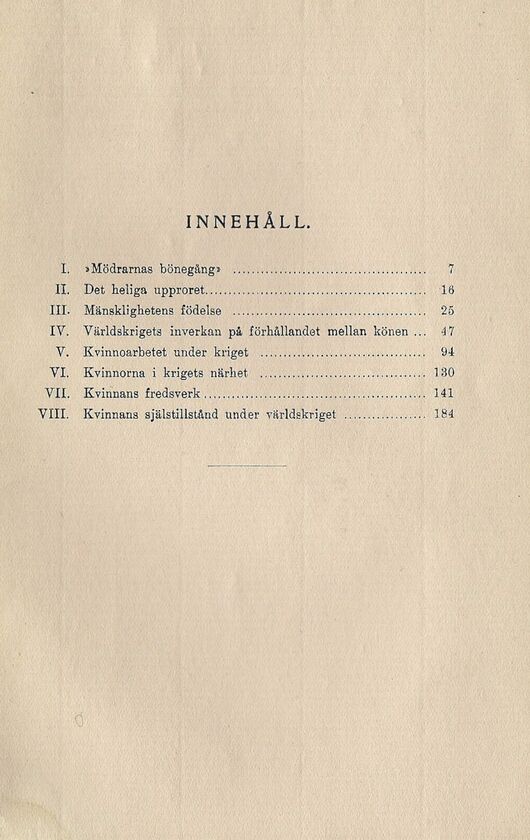 INNEHÅLL.
I. »Mödrarnas bönegång» ........................................... 7
II. Det heliga upproret................................................ 16
III. Mänsklighetens födelse ........................................... 25
IV. Världskrigets inverkan på förhållandet mellan könen ... 47
V. Kvinnoarbetet under kriget ..................................... 94
VI. Kvinnorna i krigets närhet ........................................ 130
VII. Kvinnans fredsverk .................................................. 141
VIII. Kvinnans själstillstånd under världskriget .................. 184